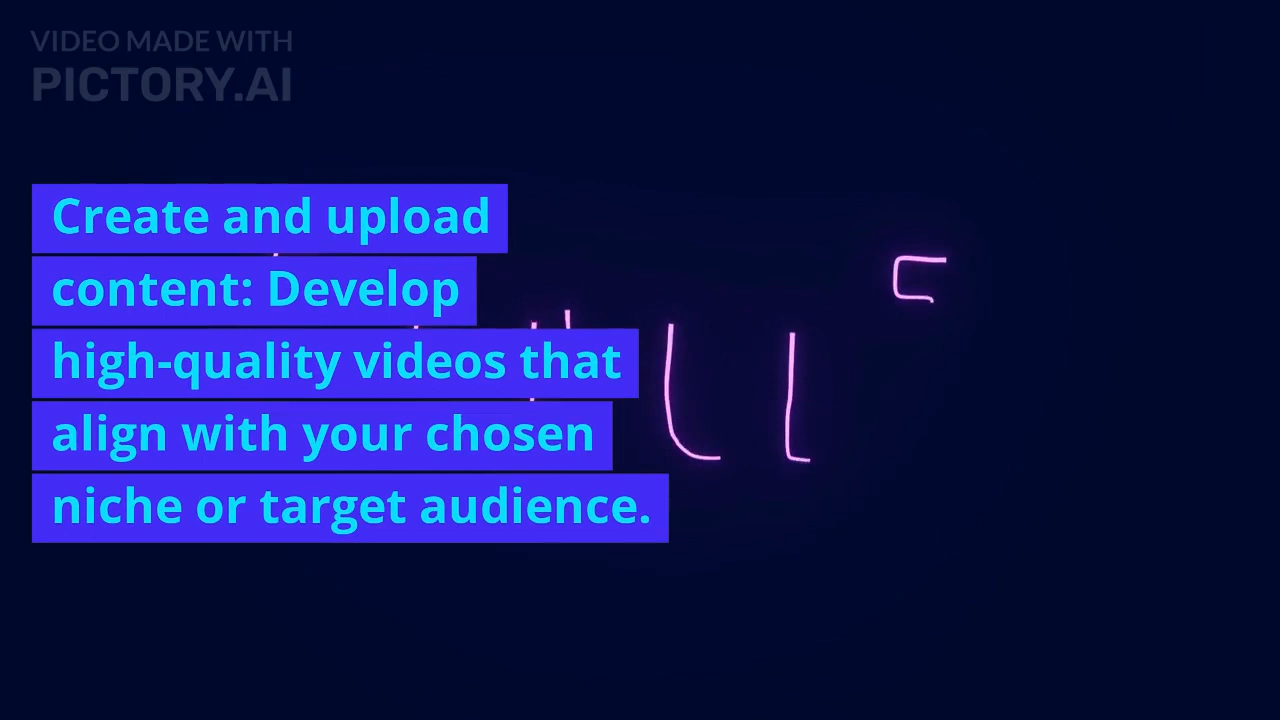 VIDEO MADE WITH
PICTORY.AI
Create and upload
content: Develop
high-quality videos that
align with your chosen
niche or target audience.